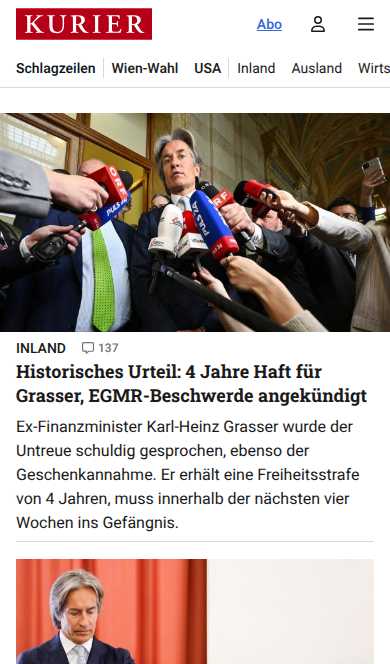 KURIER
Abo
Schlagzeilen Wien-Wahl USA Inland Ausland Wirts
ORF
PULS
ORF
PULS
INLAND 137
Historisches Urteil: 4 Jahre Haft für
Grasser, EGMR-Beschwerde angekündigt
Ex-Finanzminister Karl-Heinz Grasser wurde der
Untreue schuldig gesprochen, ebenso der
Geschenkannahme. Er erhält eine Freiheitsstrafe
von 4 Jahren, muss innerhalb der nächsten vier
Wochen ins Gefängnis.